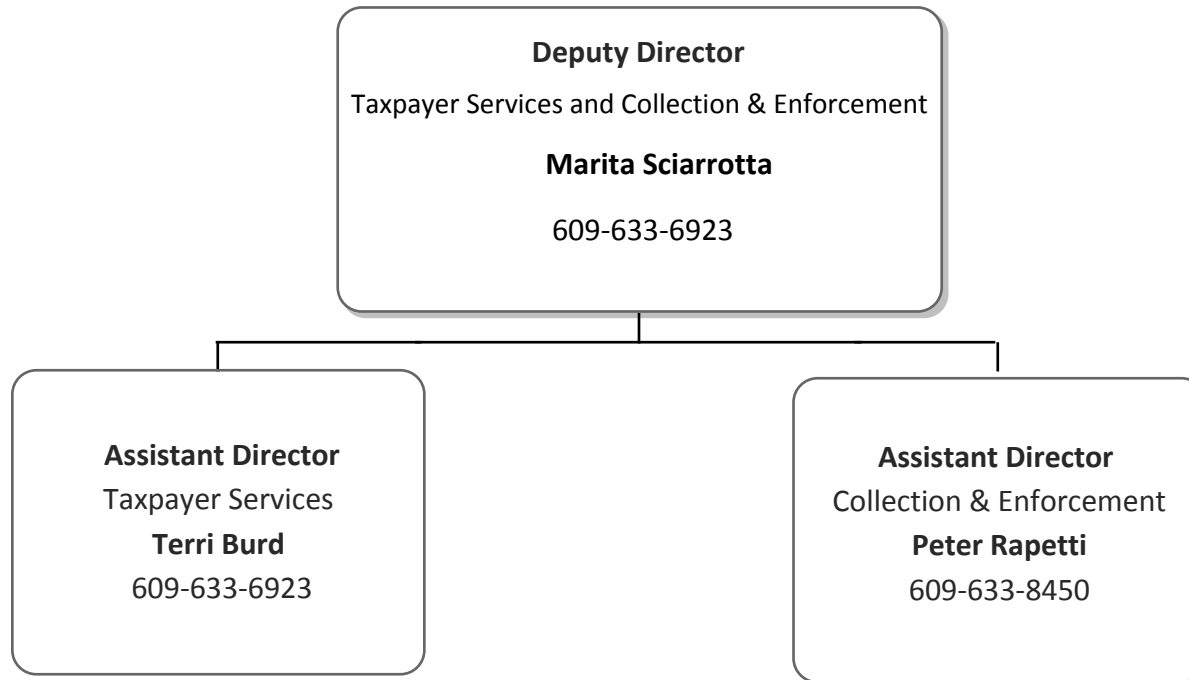 Deputy Director
Taxpayer Services and Collection & Enforcement
Marita Sciarrotta
609-633-6923
Assistant Director
Taxpayer Services
Terri Burd
609-633-6923
Assistant Director
Collection & Enforcement
Peter Rapetti
609-633-8450